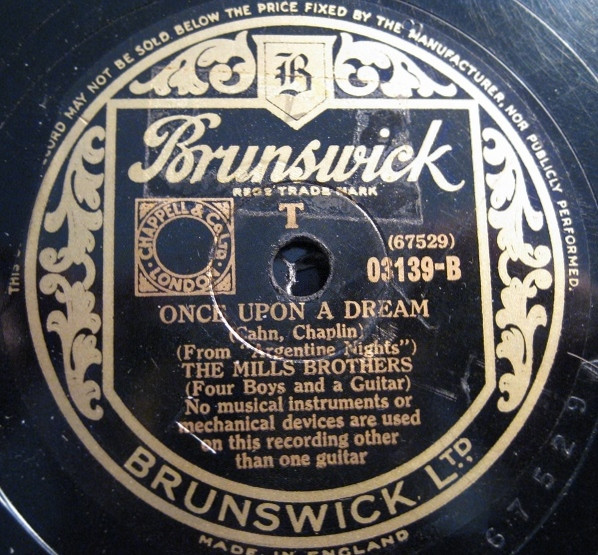 RECORD MAY NOT BE SOLD BELOW THE PRICE FIXED BY THE MANUFACTURER, NOR PUBLICLY PERFORMED.
THIS
B
Brunswick
REGD TRADE MARK
T
CHAPPELL & CO. LTD.
LONDON
(67529)
03139-B
ONCE UPON A DREAM
(Cahn, Chaplin)
(From "Argentine Nights")
THE MILLS BROTHERS
(Four Boys and a Guitar)
No musical instruments or
mechanical devices are used
on this recording other
than one guitar
BRUNSWICK LTD
MADE IN ENGLAND
67529